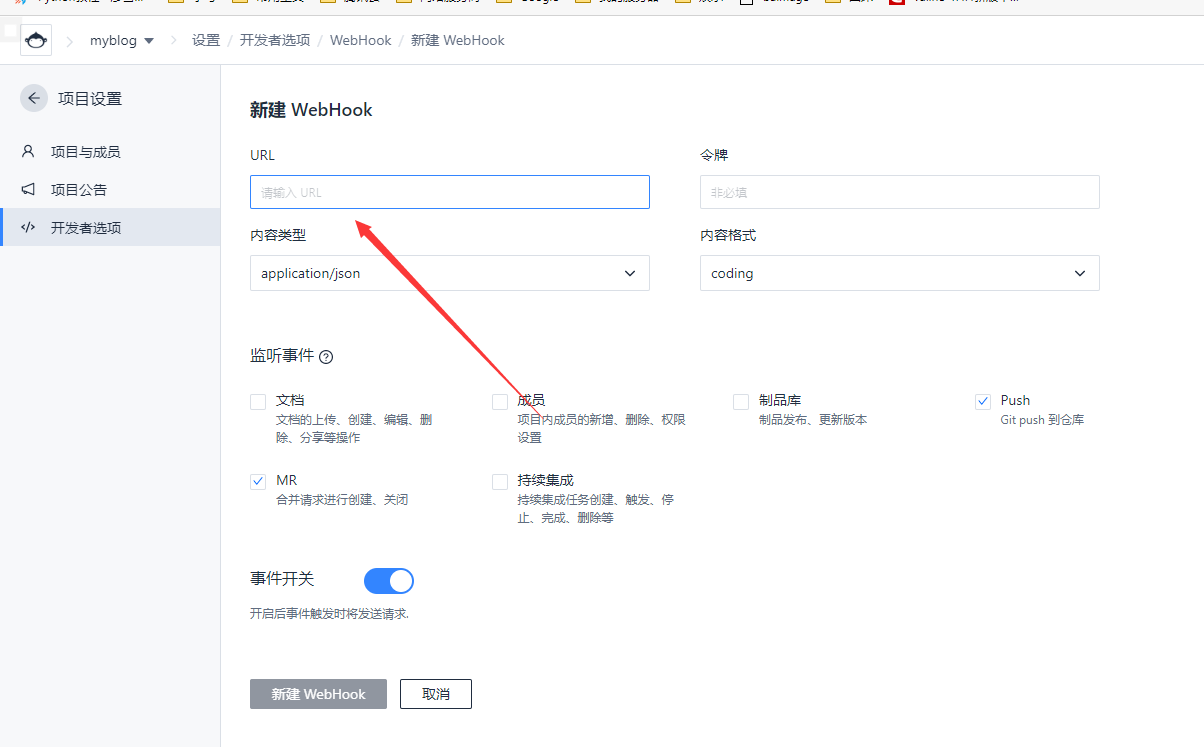 myblog 设置 / 开发者选项 / WebHook / 新建 WebHook
项目设置
项目与成员
项目公告
开发者选项
新建 WebHook
URL 令牌
请输入 URL 非必填
内容类型 内容格式
application/json coding
监听事件
文档 成员 制品库 Push
文档的上传、创建、编辑、删 项目内成员的新增、删除、权限 制品发布、更新版本 Git push 到仓库
除、分享等操作 设置
MR 持续集成
合并请求进行创建、关闭 持续集成任务创建、触发、停
止、完成、删除等
事件开关
开启后事件触发时将发送请求.
新建 WebHook 取消